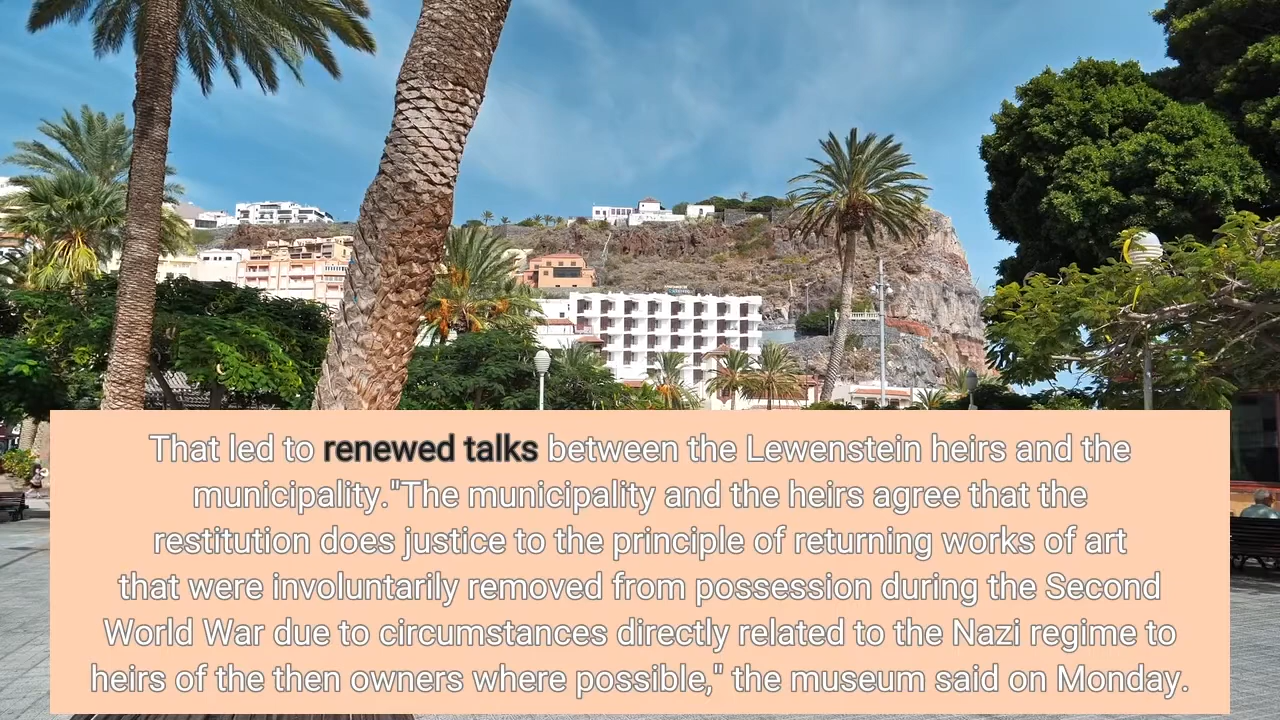 That led to renewed talks between the Lewenstein heirs and the
municipality."The municipality and the heirs agree that the
restitution does justice to the principle of returning works of art
that were involuntarily removed from possession during the Second
World War due to circumstances directly related to the Nazi regime to
heirs of the then owners where possible," the museum said on Monday.